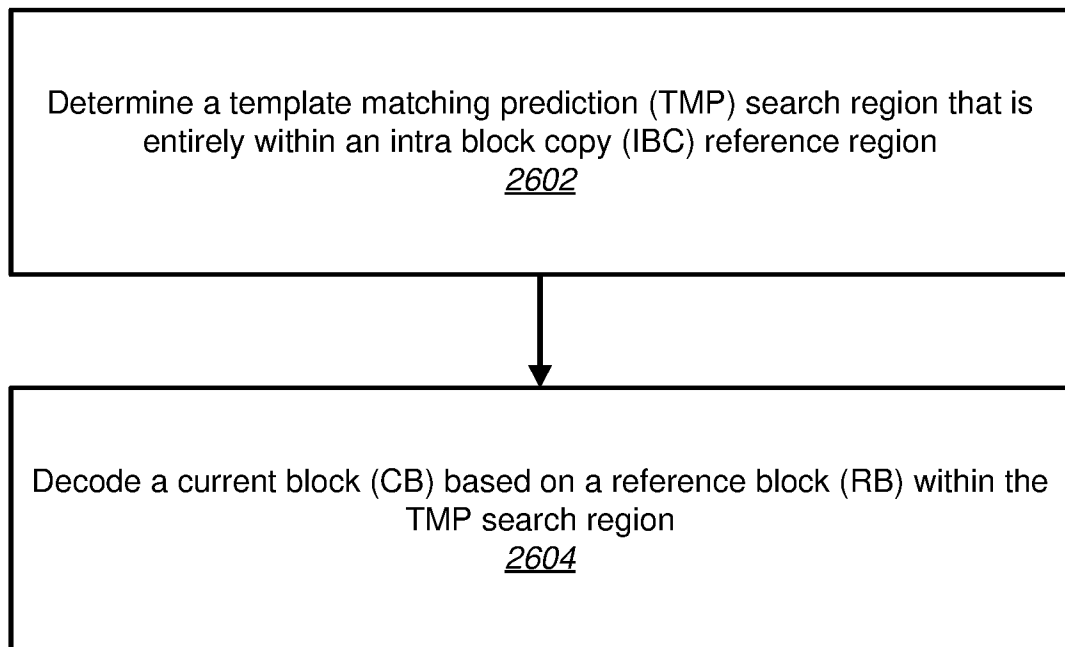 Determine a template matching prediction (TMP) search region that is
entirely within an intra block copy (IBC) reference region
2602
Decode a current block (CB) based on a reference block (RB) within the
TMP search region
2604